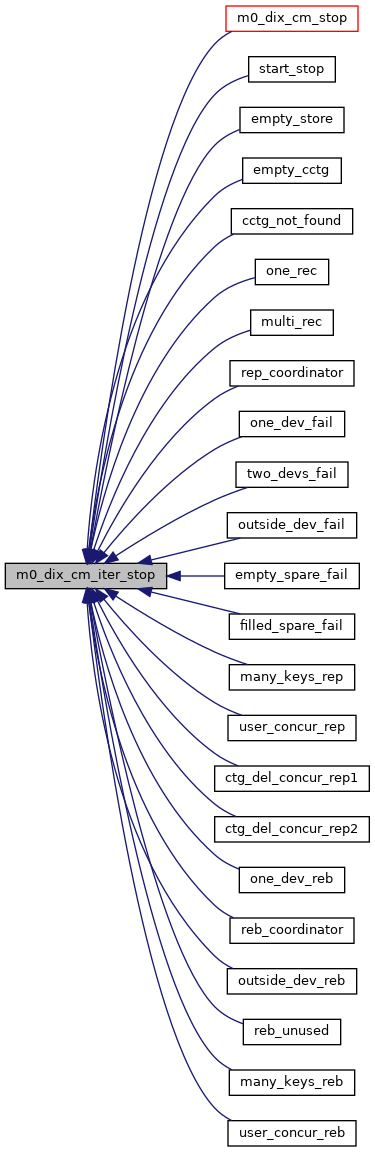 m0_dix_cm_stop
start_stop
empty_store
empty_cctg
cctg_not_found
one_rec
multi_rec
rep_coordinator
one_dev_fail
two_devs_fail
outside_dev_fail
m0_dix_cm_iter_stop
empty_spare_fail
filled_spare_fail
many_keys_rep
user_concur_rep
ctg_del_concur_rep1
ctg_del_concur_rep2
one_dev_reb
reb_coordinator
outside_dev_reb
reb_unused
many_keys_reb
user_concur_reb